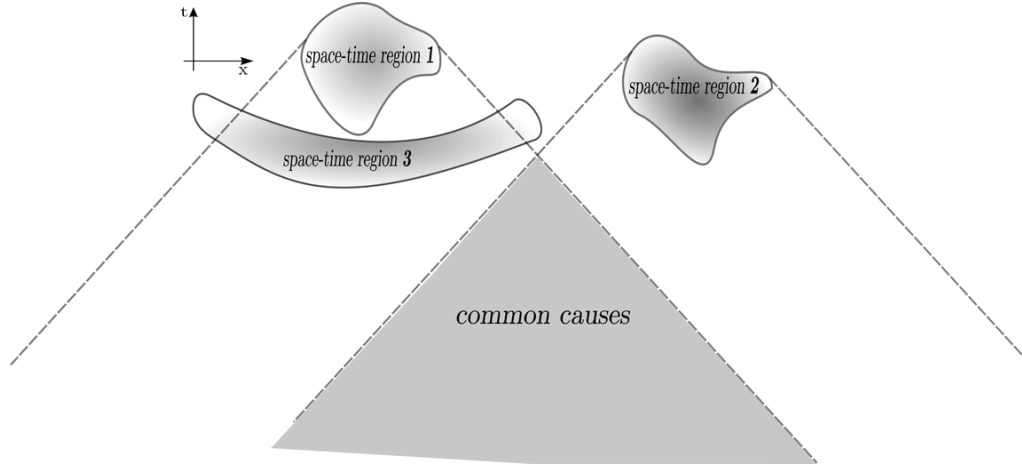 t
x
space-time region 1
space-time region 2
space-time region 3
common causes